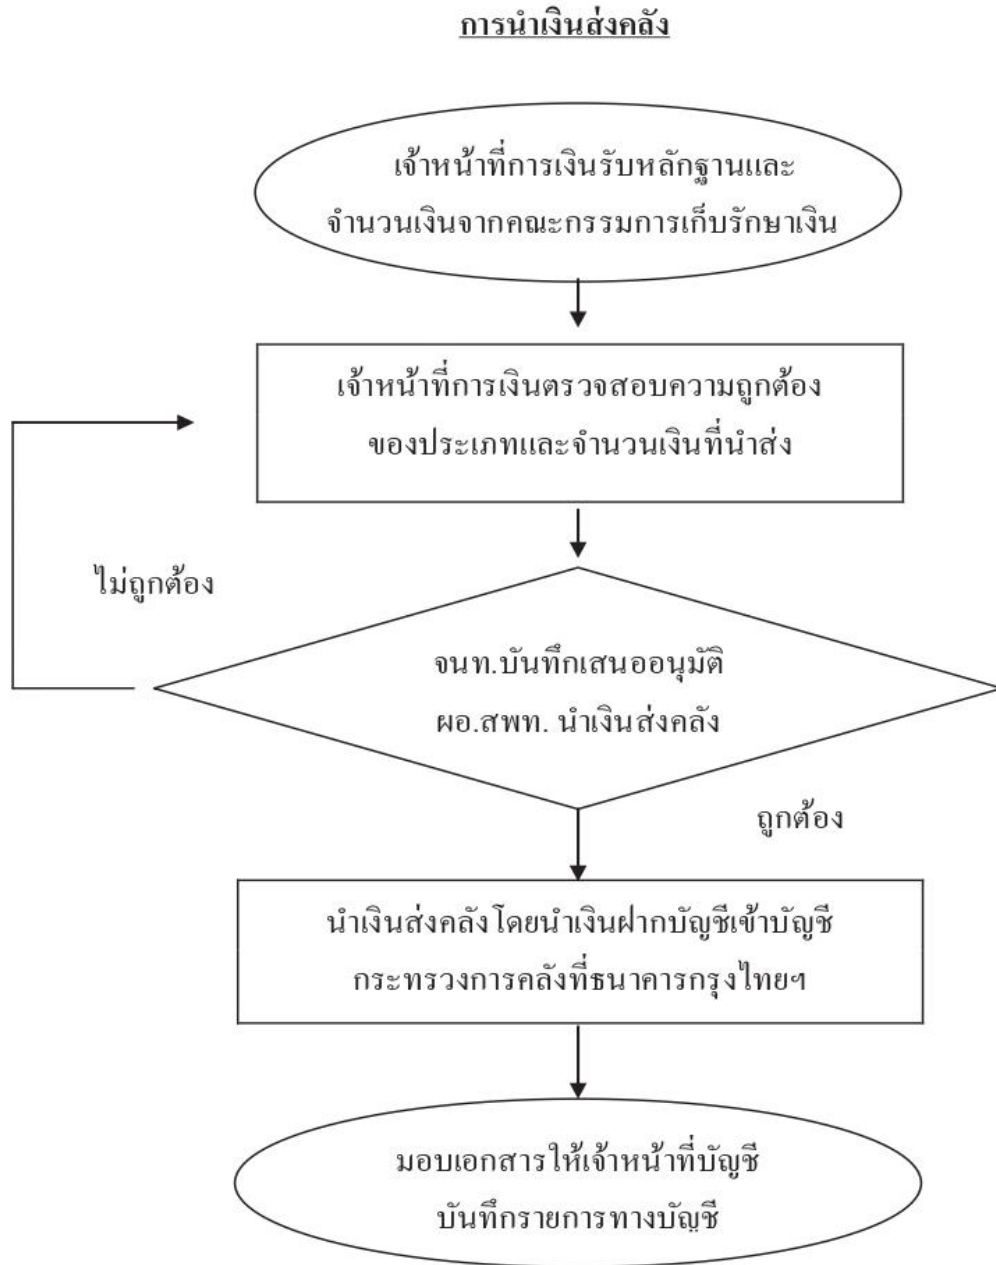 การนำเงินส่งคลัง
เจ้าหน้าที่การเงินรับหลักฐานและ
จำนวนเงินจากคณะกรรมการเก็บรักษาเงิน
เจ้าหน้าที่การเงินตรวจสอบความถูกต้อง
ของประเภทและจำนวนเงินที่นำส่ง
ไม่ถูกต้อง
จนท.บันทึกเสนออนุมัติ
ผอ.สพท. นำเงินส่งคลัง
ถูกต้อง
นำเงินส่งคลังโดยนำเงินฝากบัญชีเข้าบัญชี
กระทรวงการคลังที่ธนาคารกรุงไทยฯ
มอบเอกสารให้เจ้าหน้าที่บัญชี
บันทึกรายการทางบัญชี